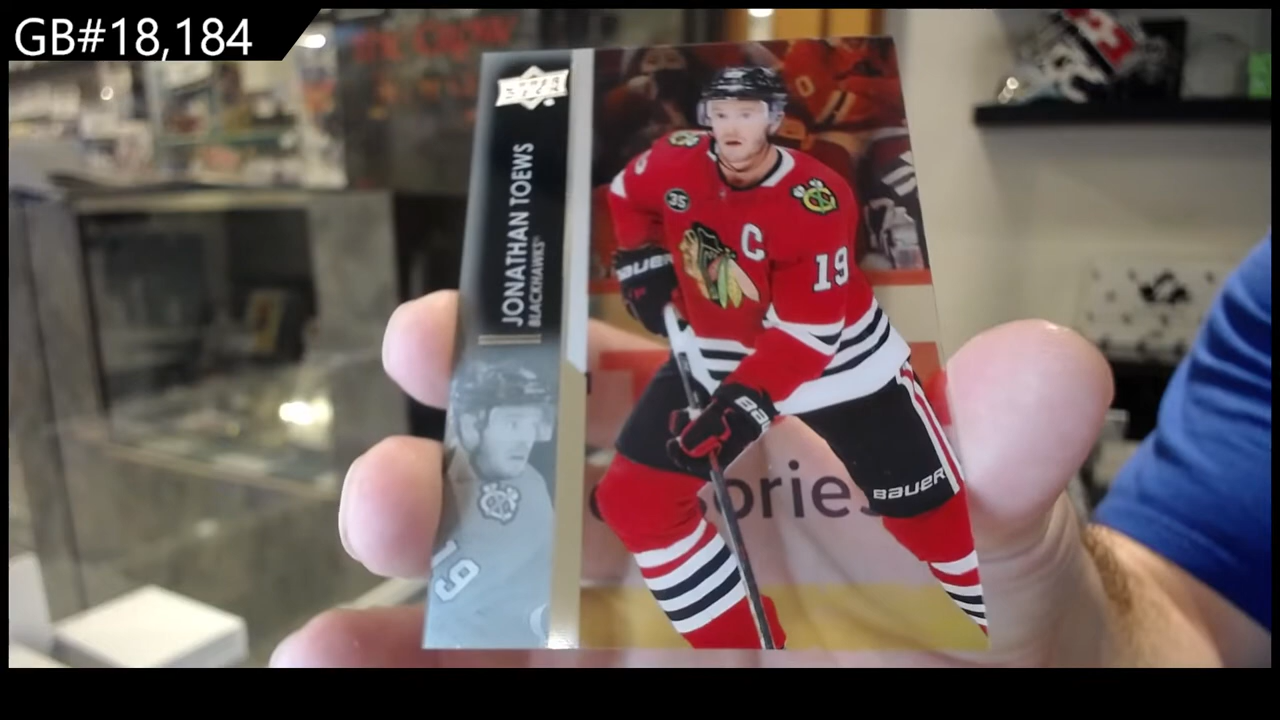 GB#18,184
UPPER DECK
JONATHAN TOEWS
BLACKHAWKS
35
C
19
BAUER
BAUER
ories
19